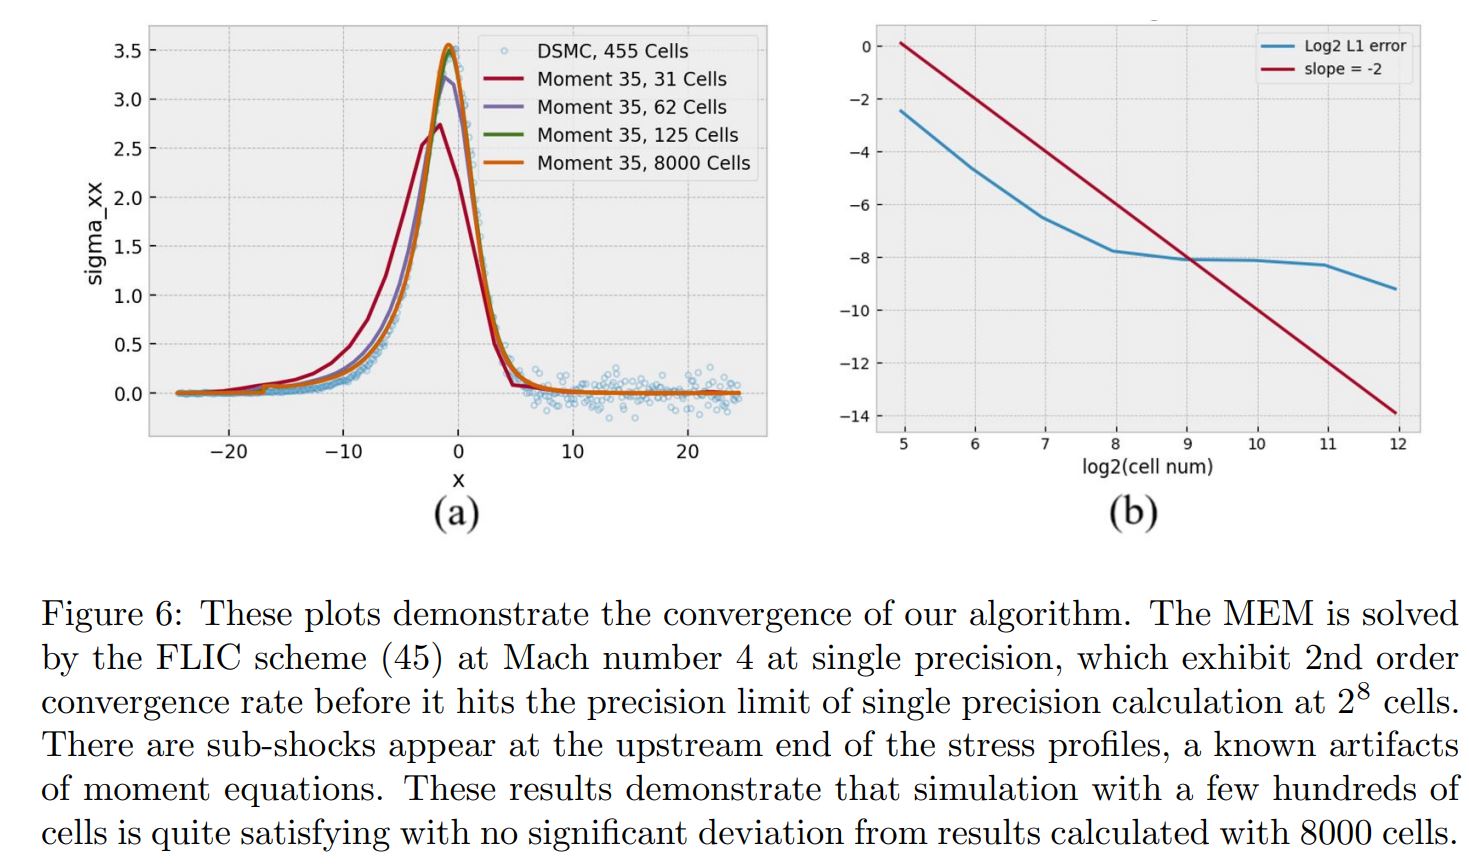 3.5
3.0
2.5
2.0
1.5
1.0
0.5
0.0
sigma_xx
−20
−10
0
10
20
x
DSMC, 455 Cells
Moment 35, 31 Cells
Moment 35, 62 Cells
Moment 35, 125 Cells
Moment 35, 8000 Cells
(a)
0
−2
−4
−6
−8
−10
−12
−14
5
6
7
8
9
10
11
12
log2(cell num)
Log2 L1 error
slope = -2
(b)
Figure 6: These plots demonstrate the convergence of our algorithm. The MEM is solved
by the FLIC scheme (45) at Mach number 4 at single precision, which exhibit 2nd order
convergence rate before it hits the precision limit of single precision calculation at 2⁸ cells.
There are sub-shocks appear at the upstream end of the stress profiles, a known artifacts
of moment equations. These results demonstrate that simulation with a few hundreds of
cells is quite satisfying with no significant deviation from results calculated with 8000 cells.